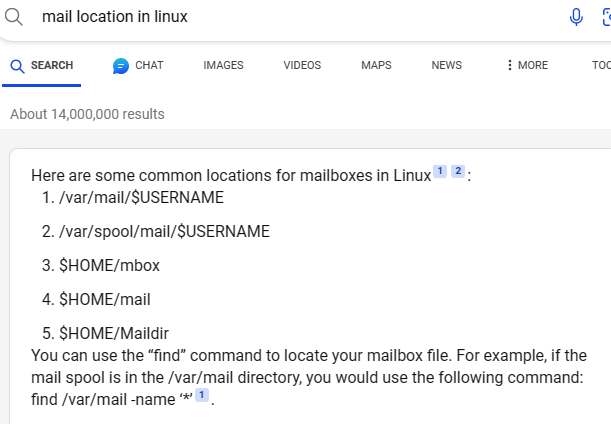 mail location in linux
SEARCH CHAT IMAGES VIDEOS MAPS NEWS MORE
About 14,000,000 results
Here are some common locations for mailboxes in Linux 1 2 :
1. /var/mail/$USERNAME
2. /var/spool/mail/$USERNAME
3. $HOME/mbox
4. $HOME/mail
5. $HOME/Maildir
You can use the “find” command to locate your mailbox file. For example, if the
mail spool is in the /var/mail directory, you would use the following command:
find /var/mail -name ‘*’ 1 .